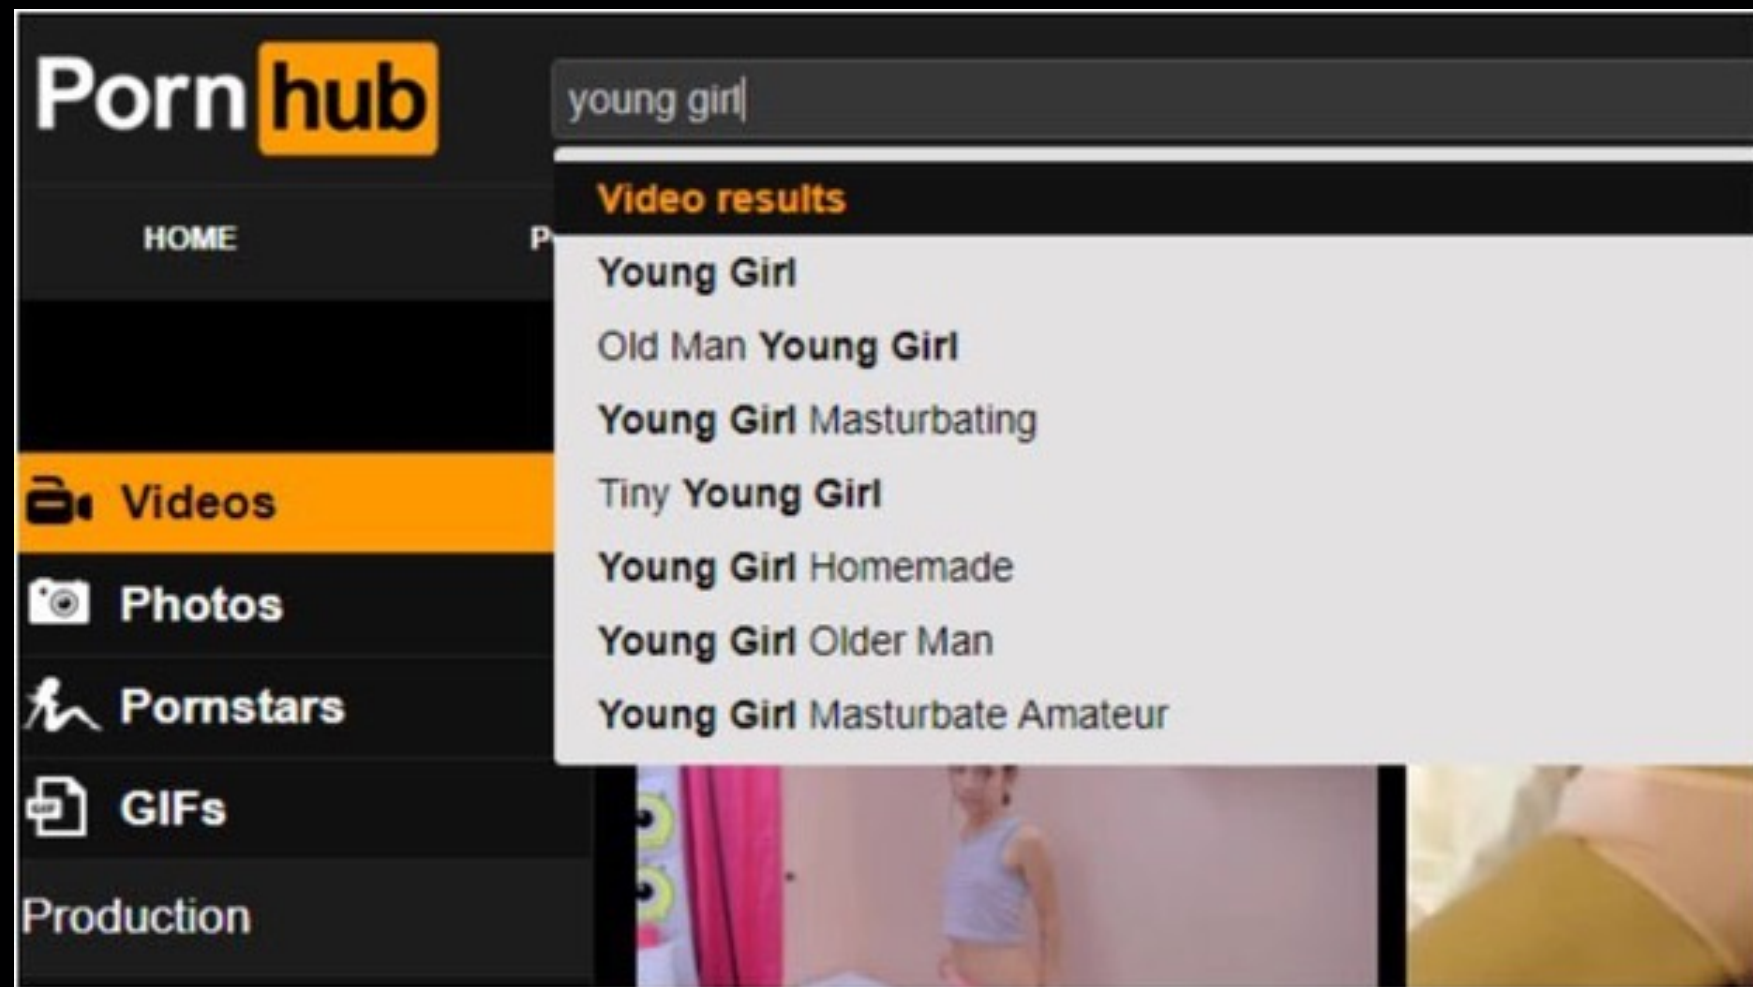 Porn hub
young girl
Video results
HOME
Young Girl
Old Man Young Girl
Young Girl Masturbating
Tiny Young Girl
Young Girl Homemade
Young Girl Older Man
Young Girl Masturbate Amateur
Videos
Photos
Pornstars
GIFs
Production